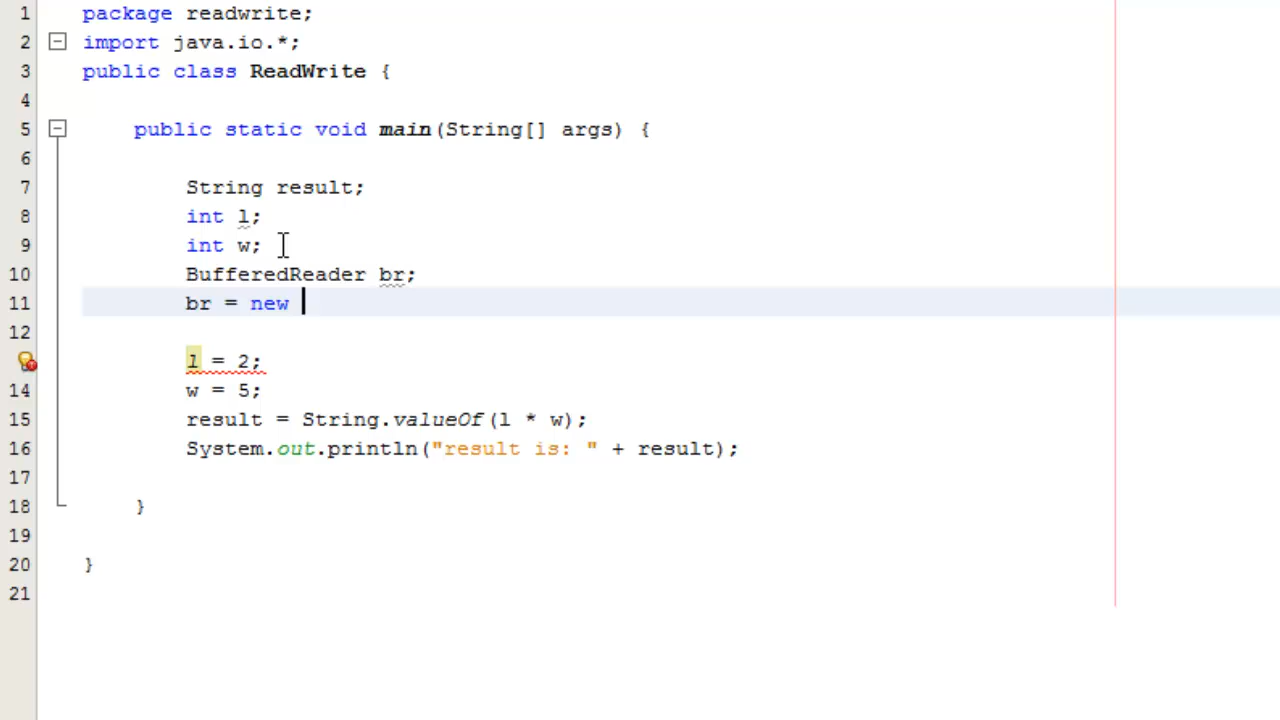 1 package readwrite;
2 import java.io.*;
3 public class ReadWrite {
4
5 public static void main(String[] args) {
6
7 String result;
8 int l;
9 int w;
10 BufferedReader br;
11 br = new
12
l = 2;
14 w = 5;
15 result = String.valueOf(l * w);
16 System.out.println("result is: " + result);
17
18 }
19
20 }
21